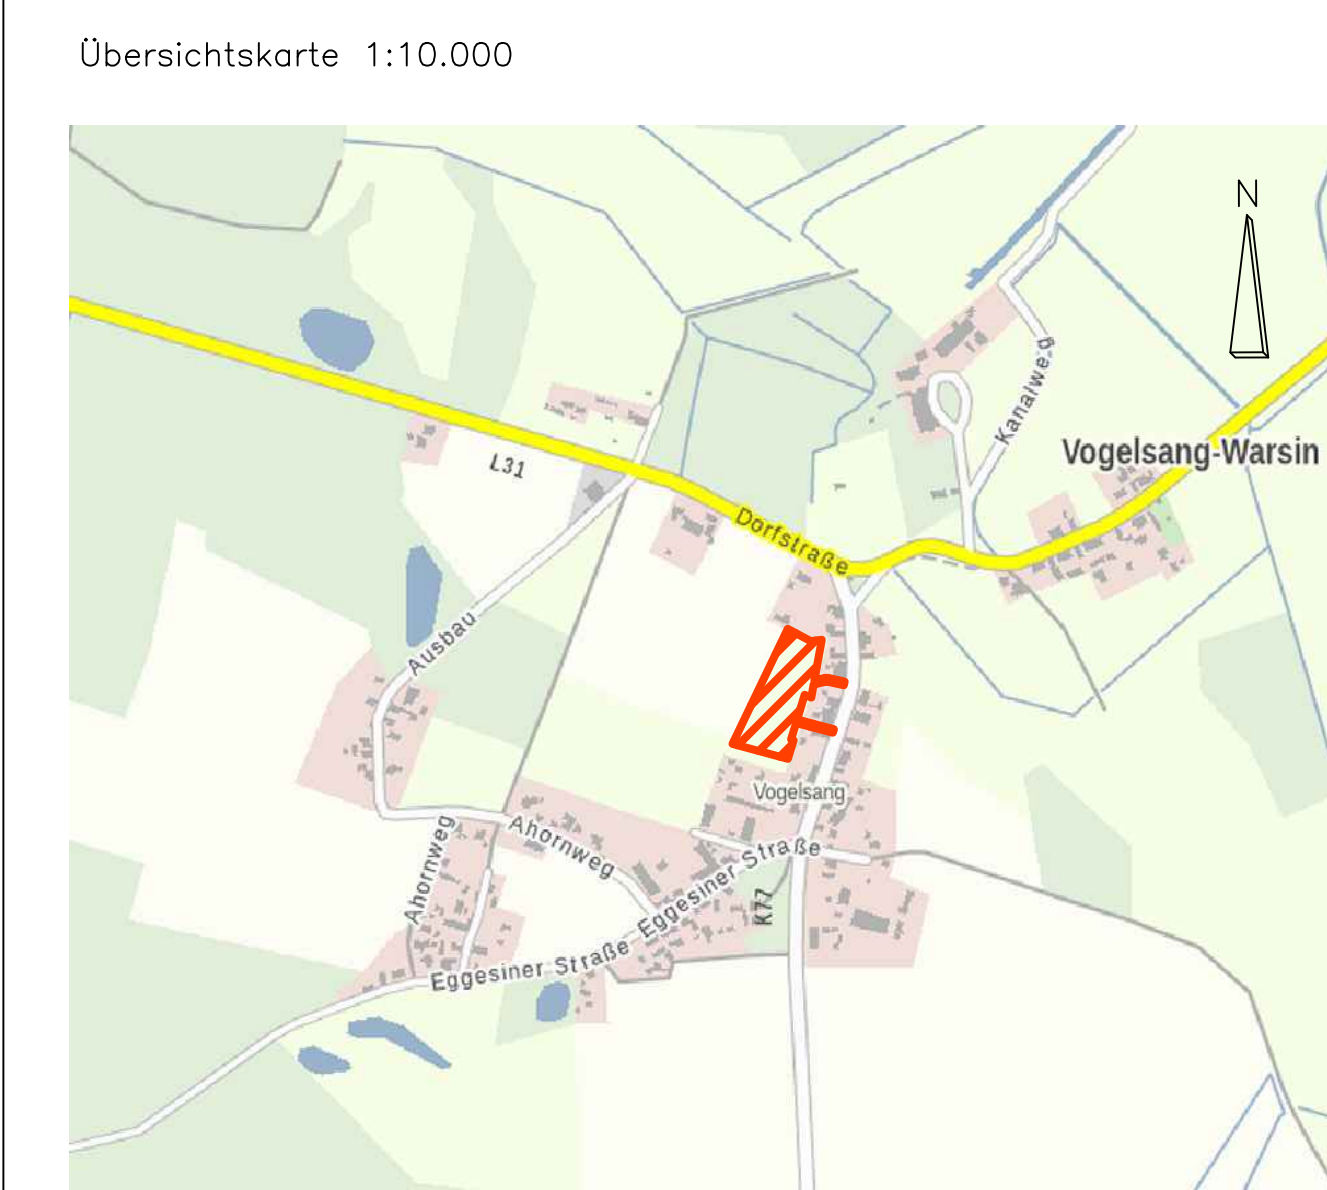 Übersichtskarte 1:10.000
N
Kanalweg
Vogelsang-Warsin
L31
Dorfstraße
Ausbau
Vogelsang
Ahornweg
Ahornweg
Eggesiner Straße
K77
Eggesiner Straße